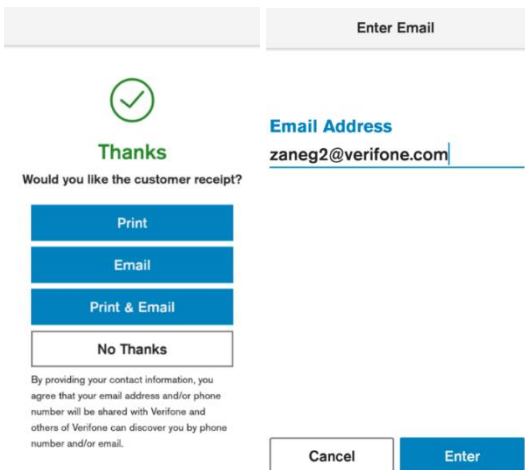 Thanks
Would you like the customer receipt?
Print
Email
Print & Email
No Thanks
By providing your contact information, you
agree that your email address and/or phone
number will be shared with Verifone and
others of Verifone can discover you by phone
number and/or email.
Enter Email
Email Address
zaneg2@verifone.com
Cancel
Enter